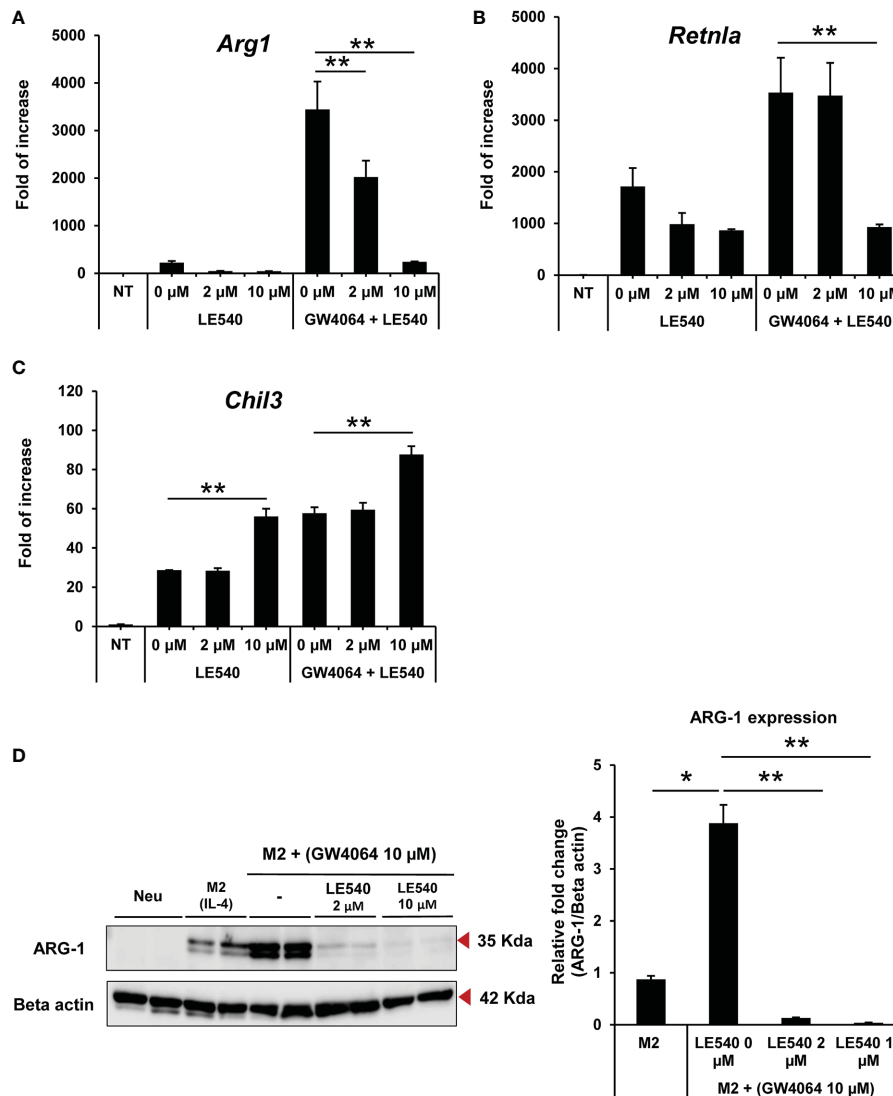 A
Arg1
Fold of increase
5000
4000
3000
2000
1000
0
**
**
NT
0 µM
2 µM
10 µM
0 µM
2 µM
10 µM
LE540
GW4064 + LE540
B
Retnla
Fold of increase
5000
4000
3000
2000
1000
0
**
NT
0 µM
2 µM
10 µM
0 µM
2 µM
10 µM
LE540
GW4064 + LE540
C
Chil3
Fold of increase
120
100
80
60
40
20
0
**
**
NT
0 µM
2 µM
10 µM
0 µM
2 µM
10 µM
LE540
GW4064 + LE540
D
M2 + (GW4064 10 µM)
Neu
M2
(IL-4)
-
LE540
2 µM
LE540
10 µM
ARG-1
35 Kda
Beta actin
42 Kda
ARG-1 expression
Relative fold change
(ARG-1/Beta actin)
5
4
3
2
1
0
*
**
**
M2
LE540 0
µM
LE540 2
µM
LE540 1
µM
M2 + (GW4064 10 µM)